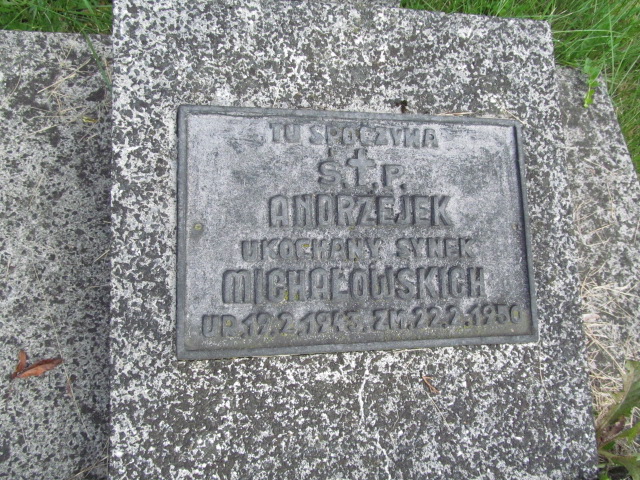 TU SPOCZYWA
Ś.†P.
ANDRZEJEK
UKOCHANY SYNEK
MICHAŁOWSKICH
UR. 19.2.1943. ZM. 22.2.1950